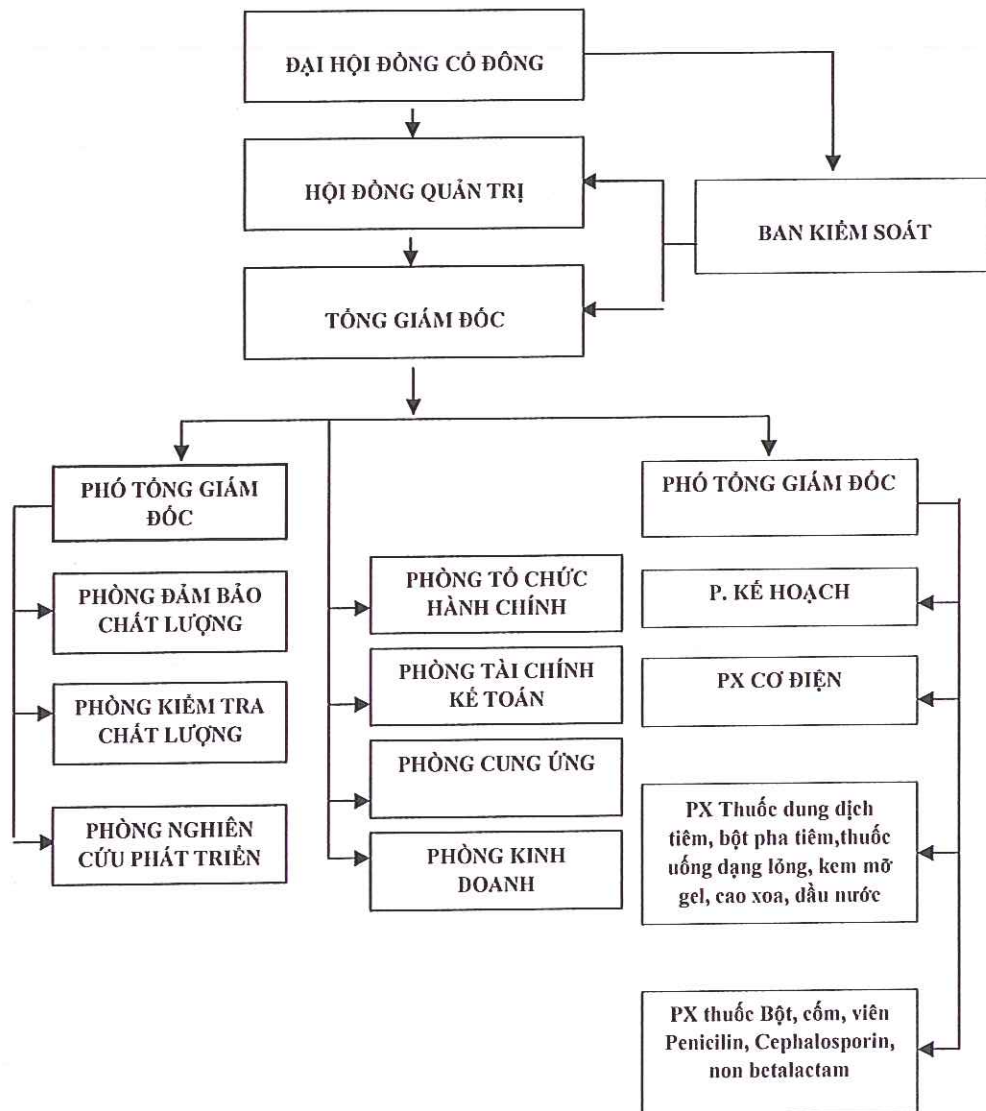 ĐẠI HỘI ĐỒNG CỔ ĐÔNG
HỘI ĐỒNG QUẢN TRỊ
BAN KIỂM SOÁT
TỔNG GIÁM ĐỐC
PHÓ TỔNG GIÁM
ĐỐC
PHÒNG ĐẢM BẢO
CHẤT LƯỢNG
PHÒNG KIỂM TRA
CHẤT LƯỢNG
PHÒNG NGHIÊN
CỨU PHÁT TRIỂN
PHÒNG TỔ CHỨC
HÀNH CHÍNH
PHÒNG TÀI CHÍNH
KẾ TOÁN
PHÒNG CUNG ỨNG
PHÒNG KINH
DOANH
PHÓ TỔNG GIÁM ĐỐC
P. KẾ HOẠCH
PX CƠ ĐIỆN
PX Thuốc dung dịch
tiêm, bột pha tiêm,thuốc
uống dạng lỏng, kem mỡ
gel, cao xoa, dầu nước
PX thuốc Bột, cốm, viên
Penicilin, Cephalosporin,
non betalactam